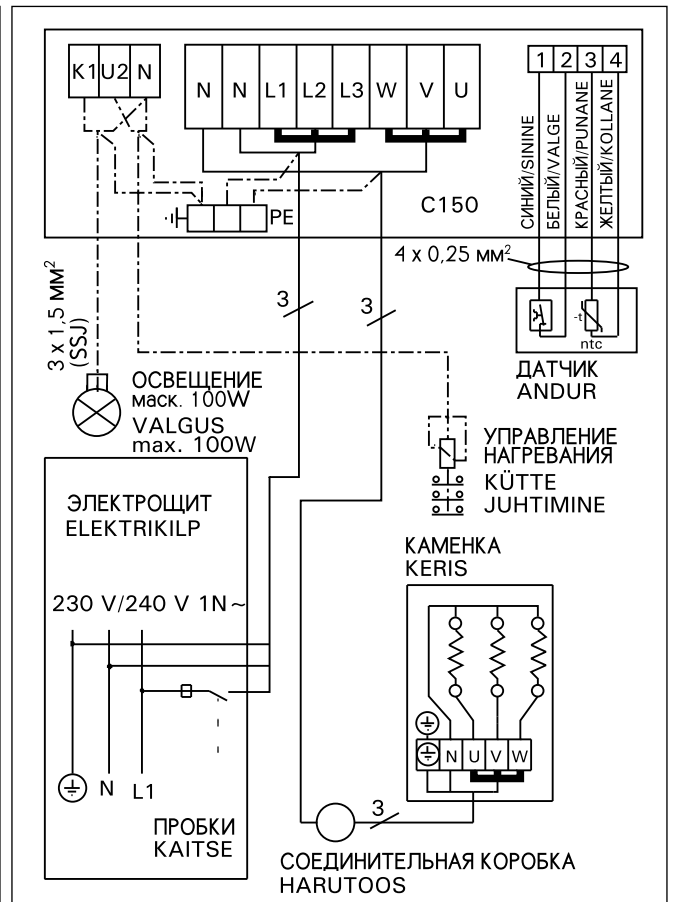 K1 U2 N
N N L1 L2 L3 W V U
1 2 3 4
СИНИЙ/SININE
БЕЛЫЙ/VALGE
КРАСНЫЙ/PUNANE
ЖЕЛТЫЙ/KOLLANE
PE
C150
4 x 0,25 мм²
3 x 1,5 мм²
(SSJ)
3
3
-t
ntc
ДАТЧИК
ANDUR
ОСВЕЩЕНИЕ
маск. 100W
VALGUS
max. 100W
УПРАВЛЕНИЕ
НАГРЕВАНИЯ
KÜTTE
JUHTIMINE
ЭЛЕКТРОЩИТ
ELEKTRIKILP
КАМЕНКА
KERIS
230 V/240 V 1N ~
N U V W
N L1
3
ПРОБКИ
KAITSE
СОЕДИНИТЕЛЬНАЯ КОРОБКА
HARUTOOS